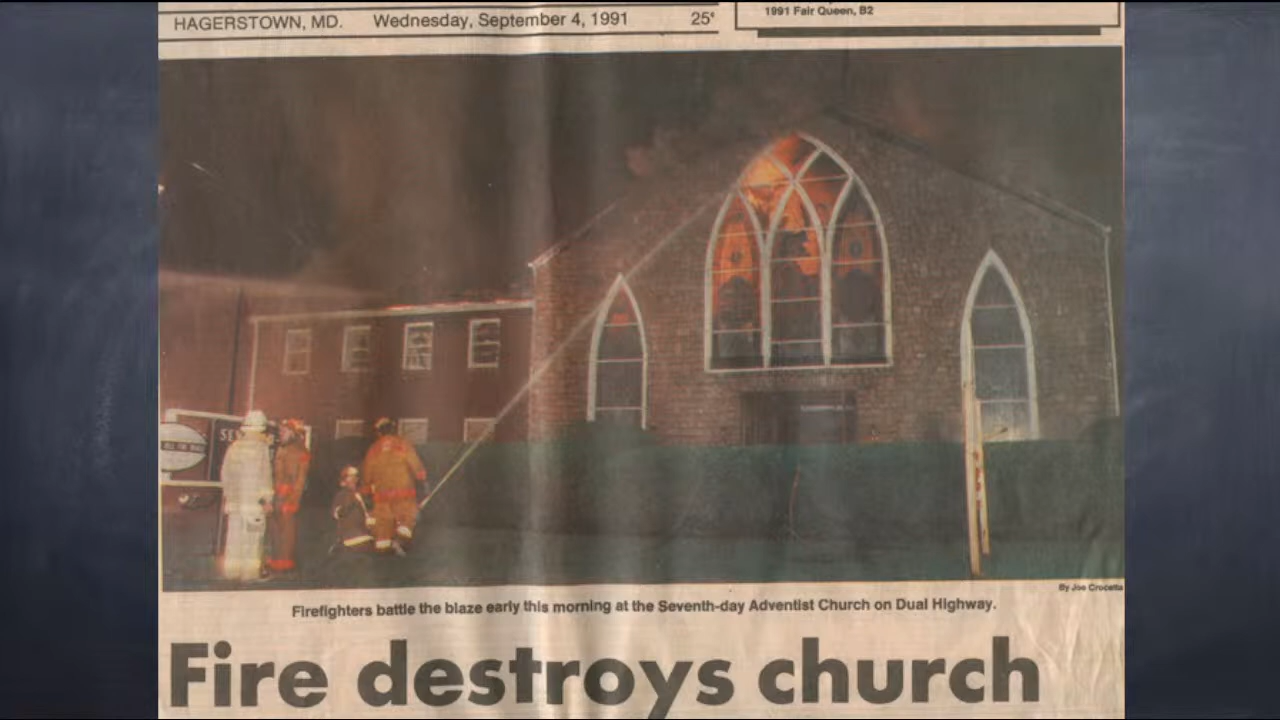 HAGERSTOWN, MD. Wednesday, September 4, 1991 25¢
1991 Fair Queen, B2
SEV
By Joe Crocetta
Firefighters battle the blaze early this morning at the Seventh-day Adventist Church on Dual Highway.
Fire destroys church